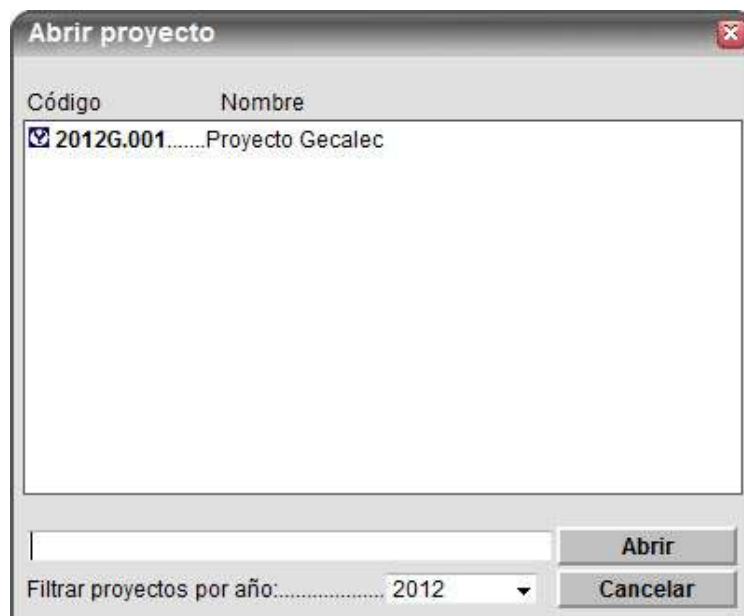 Abrir proyecto
Código Nombre
2012G.001.......Proyecto Gecalec
Abrir
Filtrar proyectos por año:................... 2012 Cancelar